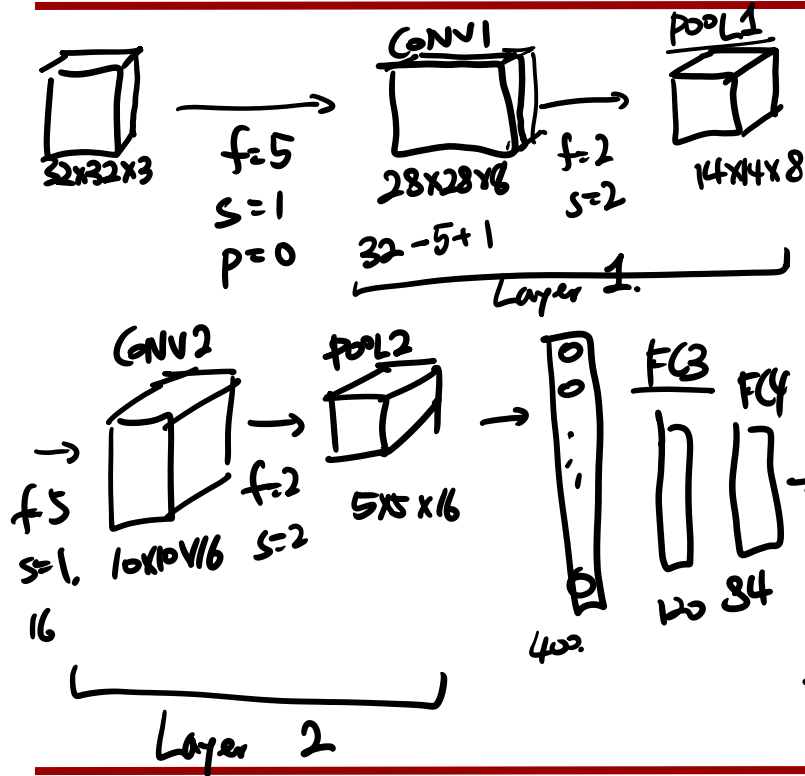 CONV1
POOL1
32x32x3
f=5
s=1
p=0
28x28x8
32-5+1
f=2
s=2
14x14x8
Layer 1.
CONV2
POOL2
FC3
FC4
f=5
s=1.
16
10x10x16
f=2
s=2
5x5x16
400.
120
84
Layer 2